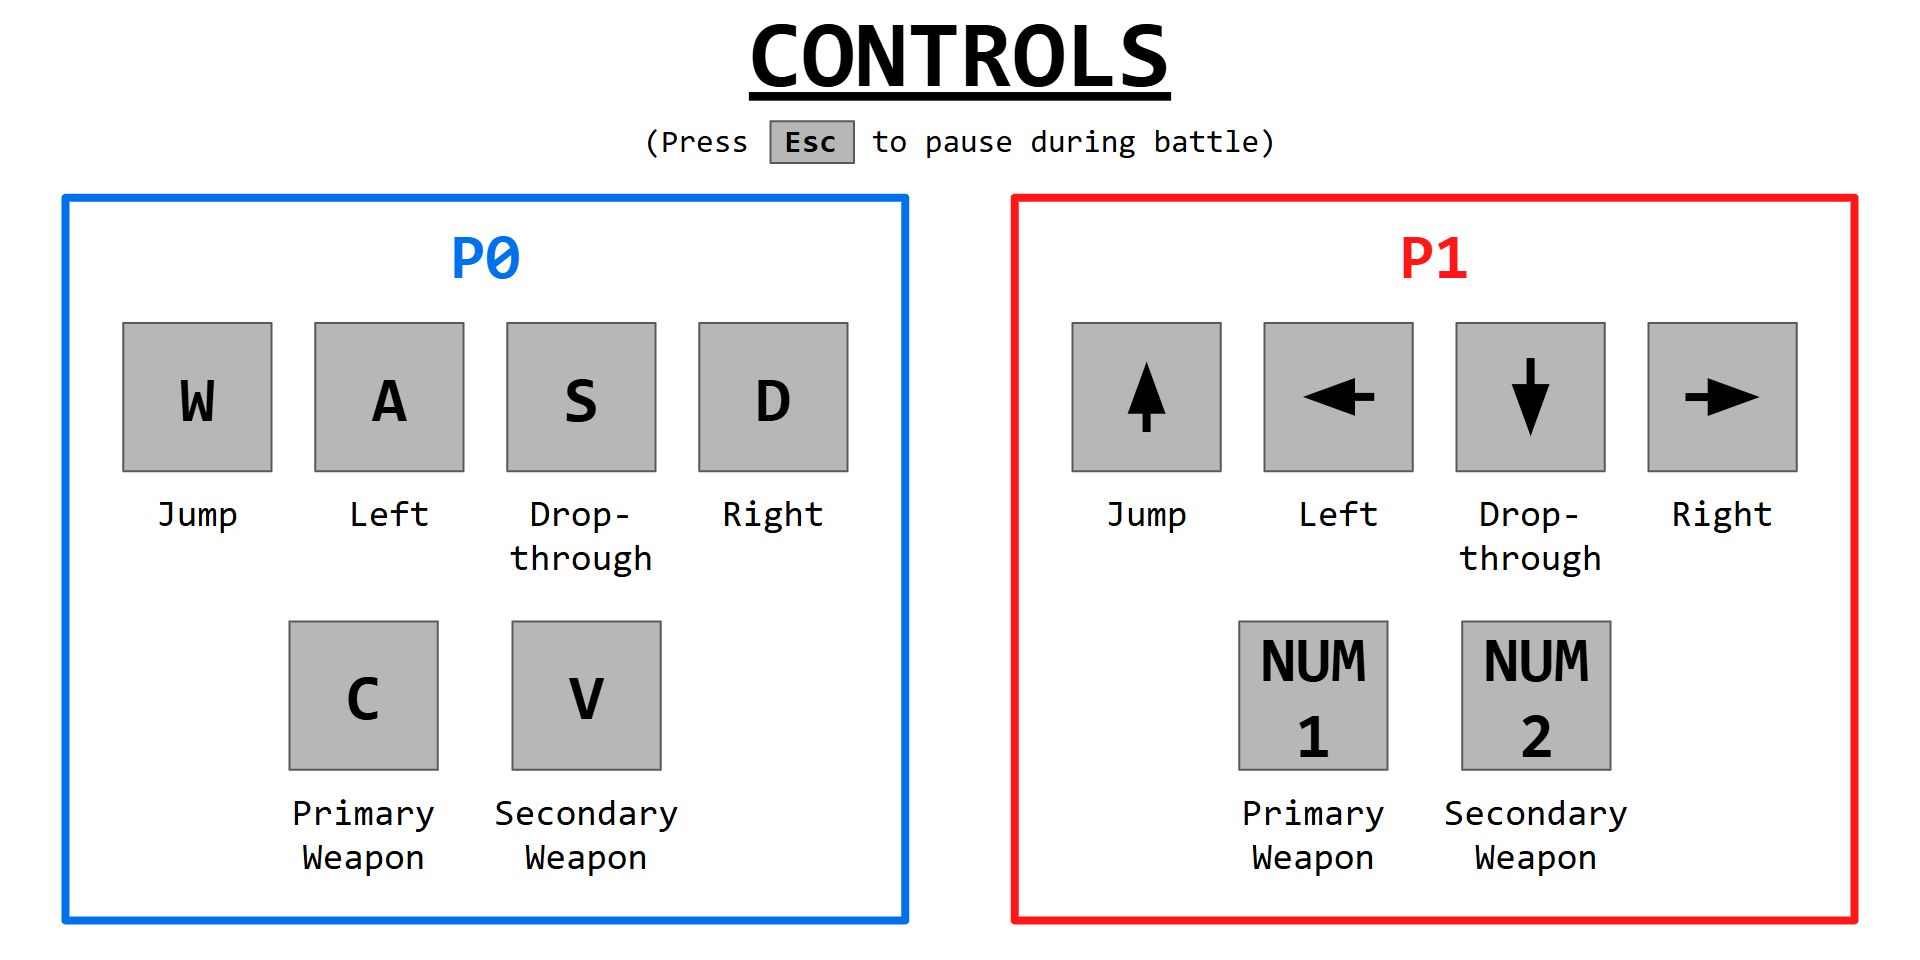 CONTROLS
(Press Esc to pause during battle)
P0
W A S D
Jump Left Drop- Right
through
C V
Primary Secondary
Weapon Weapon
P1
Jump Left Drop- Right
through
NUM NUM
1 2
Primary Secondary
Weapon Weapon